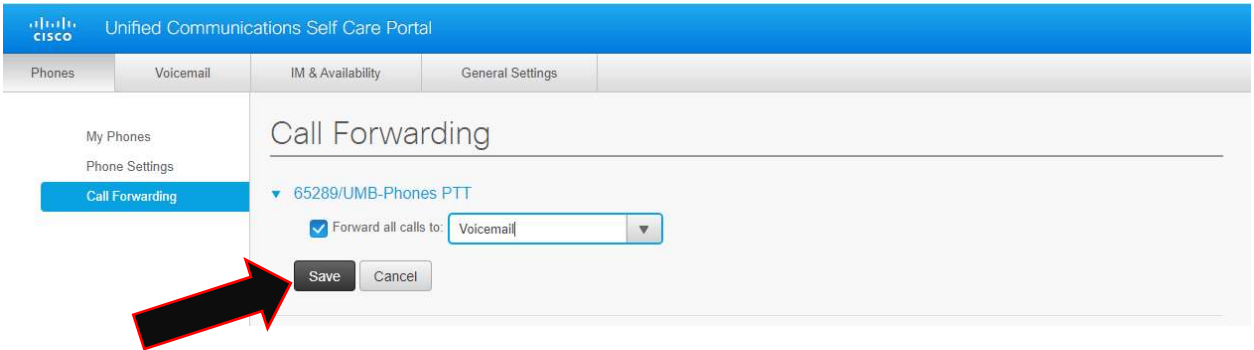 CISCO Unified Communications Self Care Portal
Phones Voicemail IM & Availability General Settings
My Phones
Phone Settings
Call Forwarding
Call Forwarding
65289/UMB-Phones PTT
Forward all calls to: Voicemail
Save Cancel